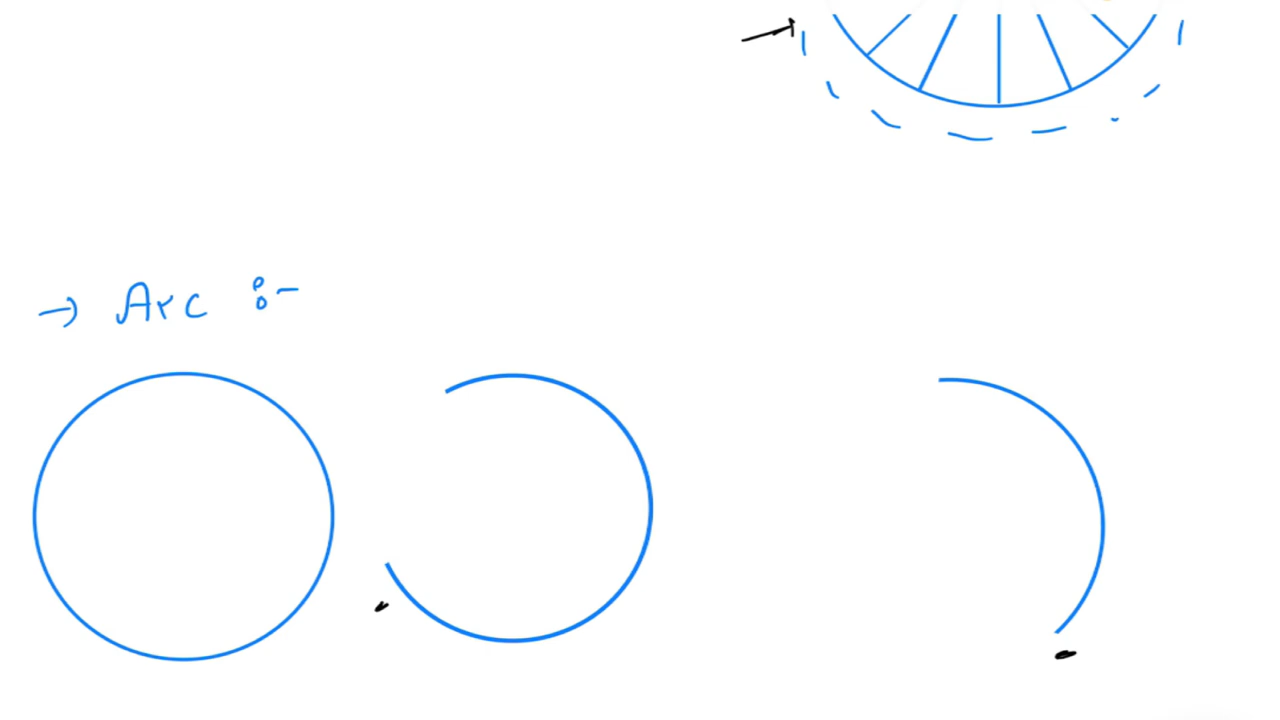 → Arc :-